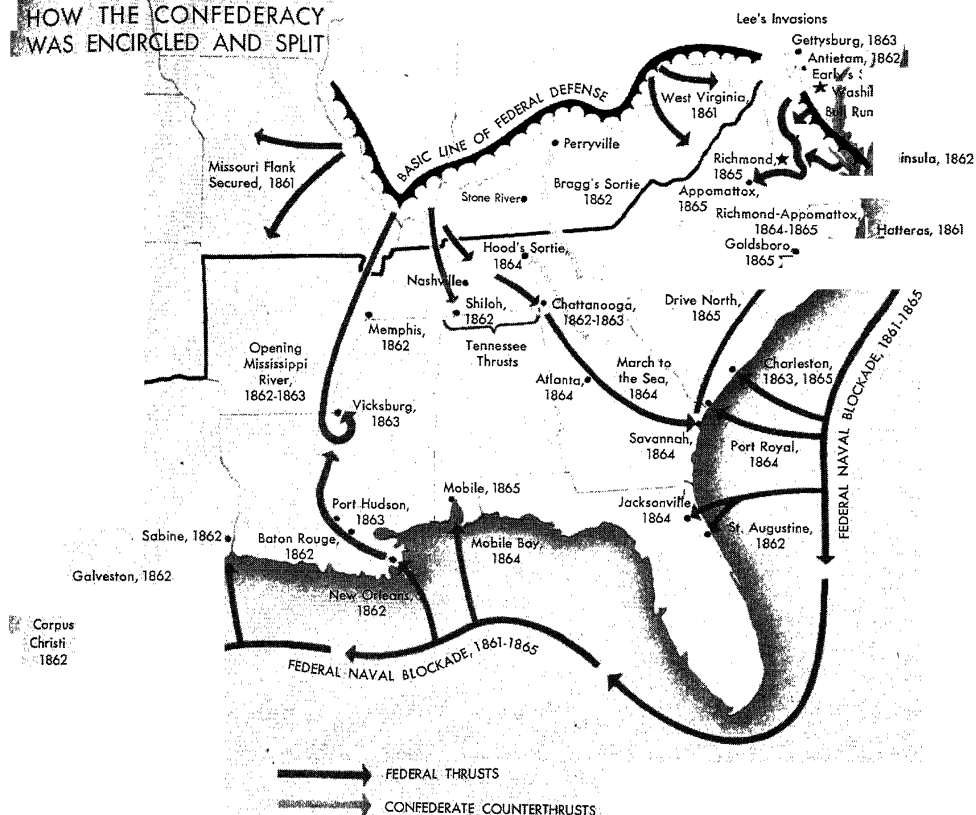 HOW THE CONFEDERACY
WAS ENCIRCLED AND SPLIT
Lee's Invasions
Gettysburg, 1863
Antietam, 1862
Bull Run
West Virginia,
1861
BASIC LINE OF FEDERAL DEFENSE
Perryville
Missouri Flank
Secured, 1861
Richmond,
1865
insula, 1862
Appomattox,
1865
Stone River
Bragg's Sortie
1862
Richmond-Appomattox,
1864-1865
Hatteras, 1861
Goldsboro
1865
Hood's Sortie,
1864
Nashville
Shiloh,
1862
Chattanooga,
1862-1863
Drive North,
1865
Memphis,
1862
Tennessee
Thrusts
Opening
Mississippi
River,
1862-1863
Atlanta,
1864
March to
the Sea,
1864
Charleston,
1863, 1865
FEDERAL NAVAL BLOCKADE, 1861-1865
Vicksburg,
1863
Savannah,
1864
Port Royal,
1864
Mobile, 1865
Port Hudson,
1863
Jacksonville
1864
St. Augustine,
1862
Sabine, 1862
Baton Rouge,
1862
Mobile Bay,
1864
Galveston, 1862
New Orleans,
1862
Corpus
Christi
1862
FEDERAL NAVAL BLOCKADE, 1861-1865
FEDERAL THRUSTS
CONFEDERATE COUNTERTHRUSTS